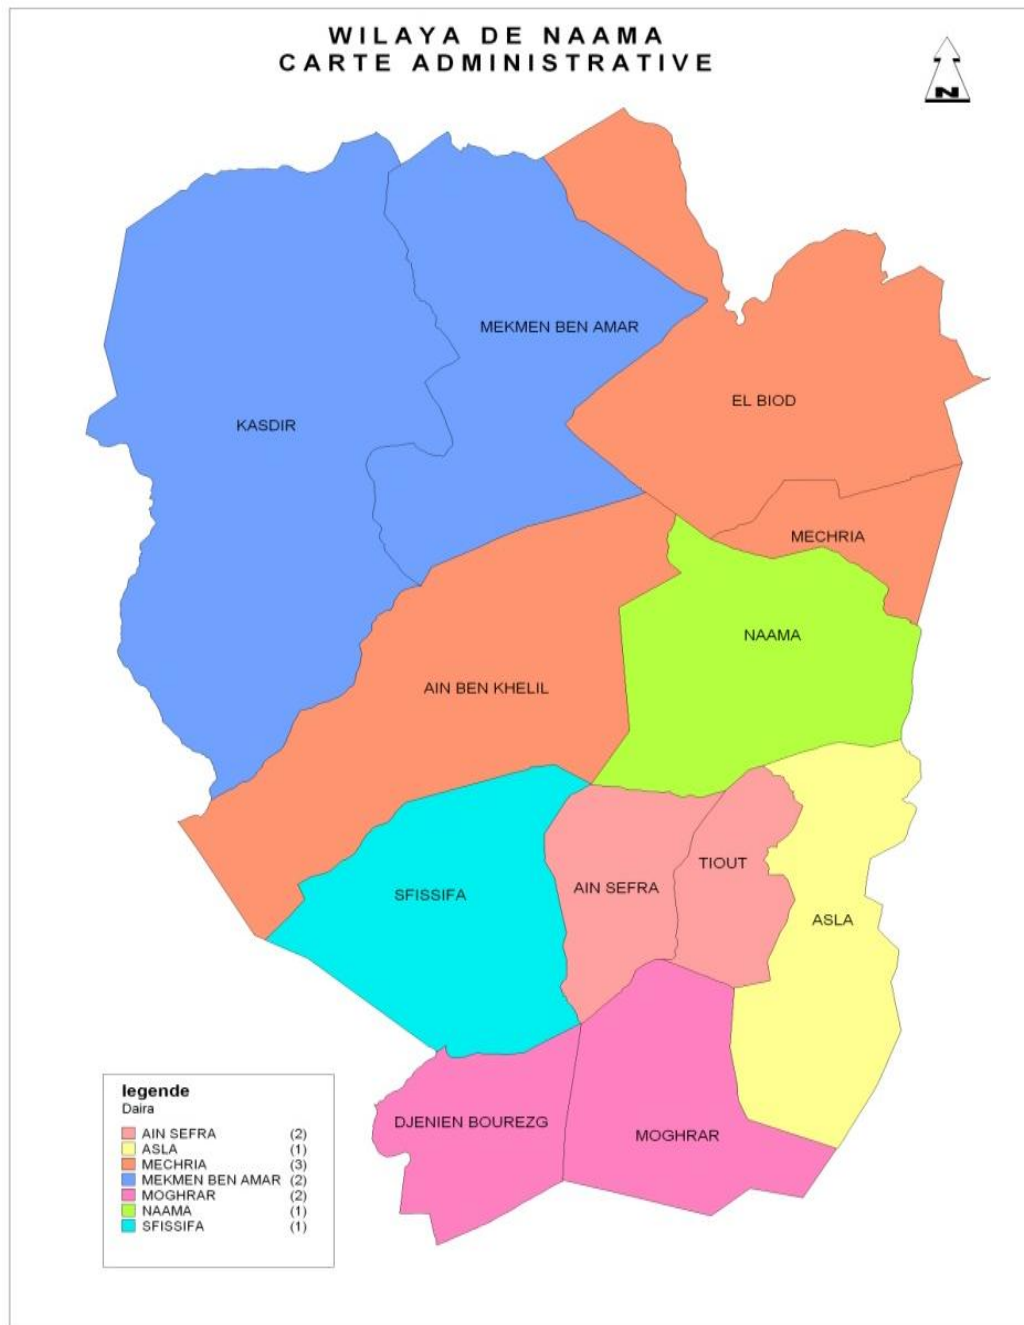 WILAYA DE NAAMA
CARTE ADMINISTRATIVE
N
MEKMEN BEN AMAR
EL BIOD
KASDIR
MECHRIA
NAAMA
AIN BEN KHELIL
TIOUT
AIN SEFRA
SFISSIFA
ASLA
DJENIEN BOUREZG
MOGHRAR
legende
Daira
AIN SEFRA (2)
ASLA (1)
MECHRIA (3)
MEKMEN BEN AMAR (2)
MOGHRAR (2)
NAAMA (1)
SFISSIFA (1)